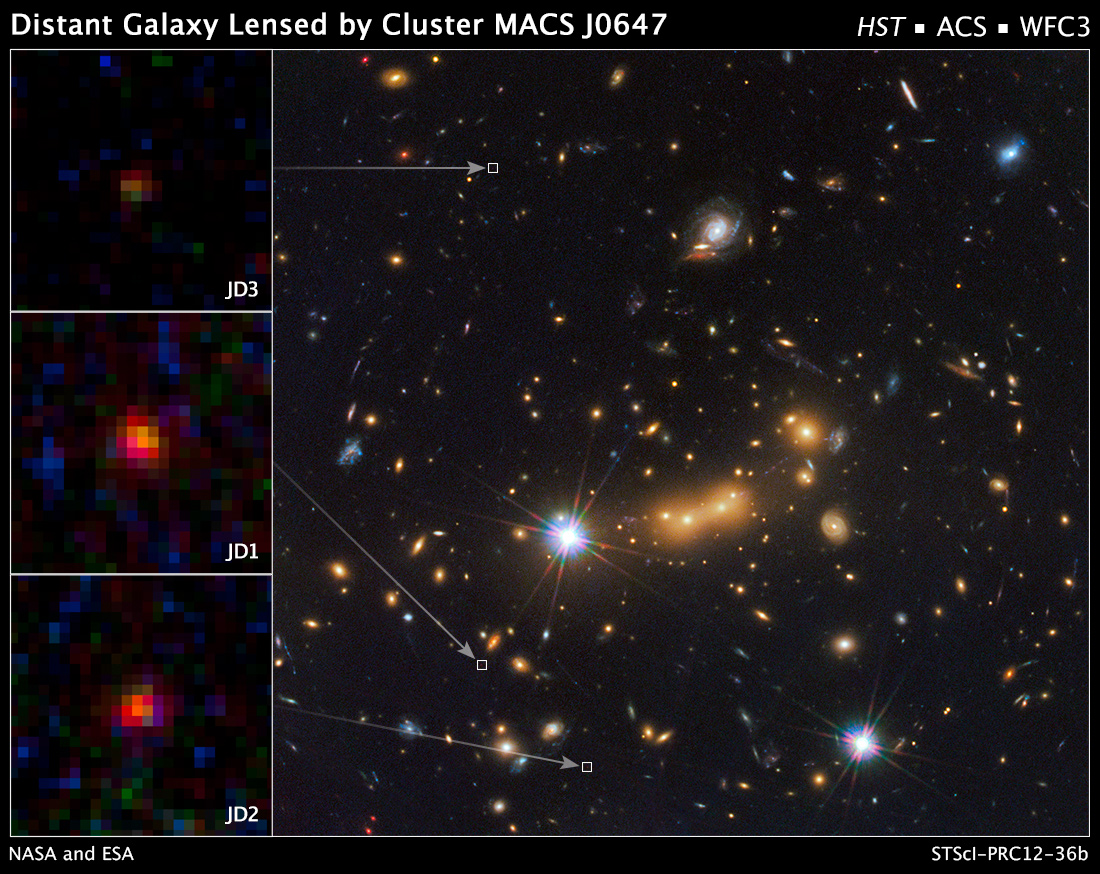 Distant Galaxy Lensed by Cluster MACS J0647
HST ▪ ACS ▪ WFC3
JD3
JD1
JD2
NASA and ESA
STScI-PRC12-36b